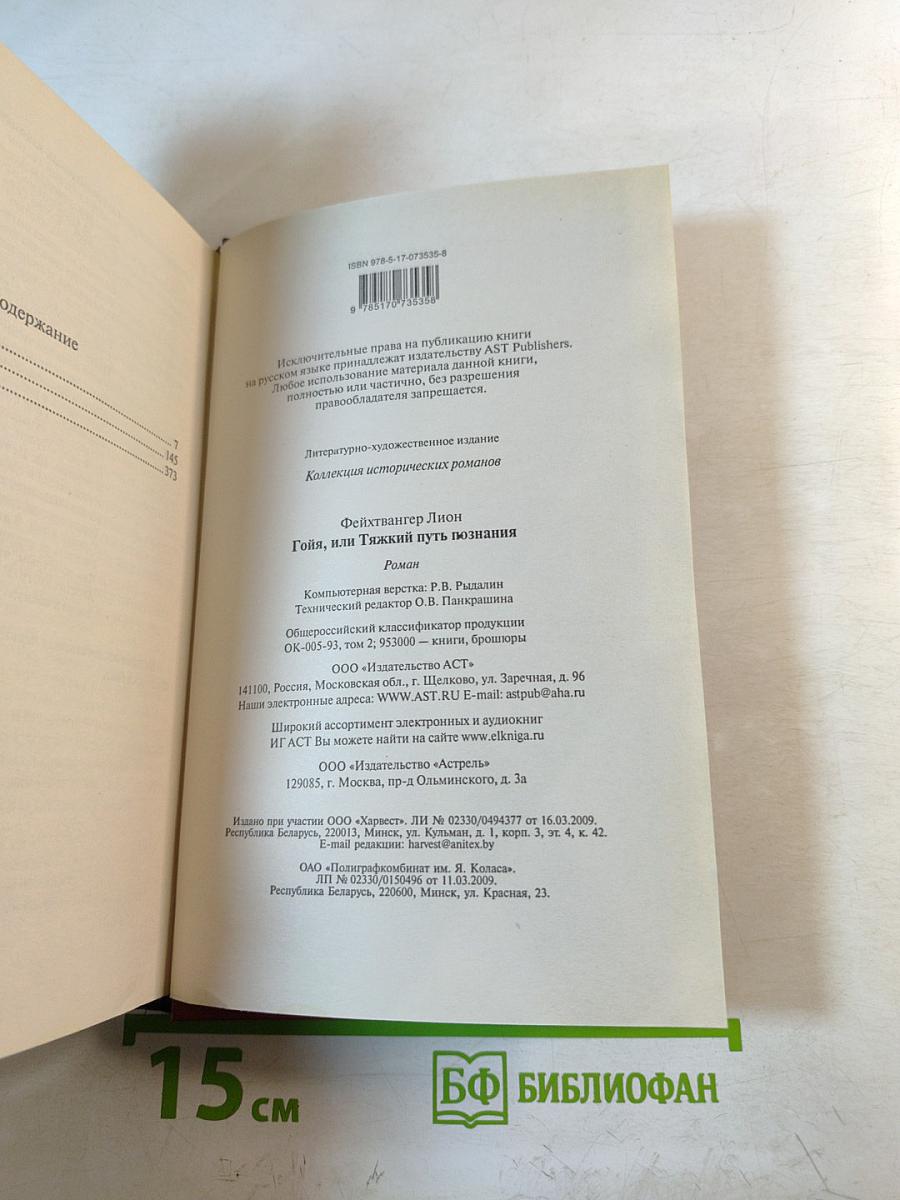 одержание
7
145
373
ISBN 978-5-17-073535-8
9 785170 735358
Исключительные права на публикацию книги
на русском языке принадлежат издательству AST Publishers.
Любое использование материала данной книги,
полностью или частично, без разрешения
правообладателя запрещается.
Литературно-художественное издание
Коллекция исторических романов
Фейхтвангер Лион
Гойя, или Тяжкий путь познания
Роман
Компьютерная верстка: Р.В. Рыдалин
Технический редактор О.В. Панкрашина
Общероссийский классификатор продукции
ОК-005-93, том 2; 953000 — книги, брошюры
ООО «Издательство АСТ»
141100, Россия, Московская обл., г. Щелково, ул. Заречная, д. 96
Наши электронные адреса: WWW.AST.RU E-mail: astpub@aha.ru
Широкий ассортимент электронных и аудиокниг
ИГ АСТ Вы можете найти на сайте www.elkniga.ru
ООО «Издательство «Астрель»
129085, г. Москва, пр-д Ольминского, д. 3а
Издано при участии ООО «Харвест». ЛИ № 02330/0494377 от 16.03.2009.
Республика Беларусь, 220013, Минск, ул. Кульман, д. 1, корп. 3, эт. 4, к. 42.
E-mail редакции: harvest@anitex.by
ОАО «Полиграфкомбинат им. Я. Коласа».
ЛП № 02330/0150496 от 11.03.2009.
Республика Беларусь, 220600, Минск, ул. Красная, 23.
15 см
БФ БИБЛИОФАН